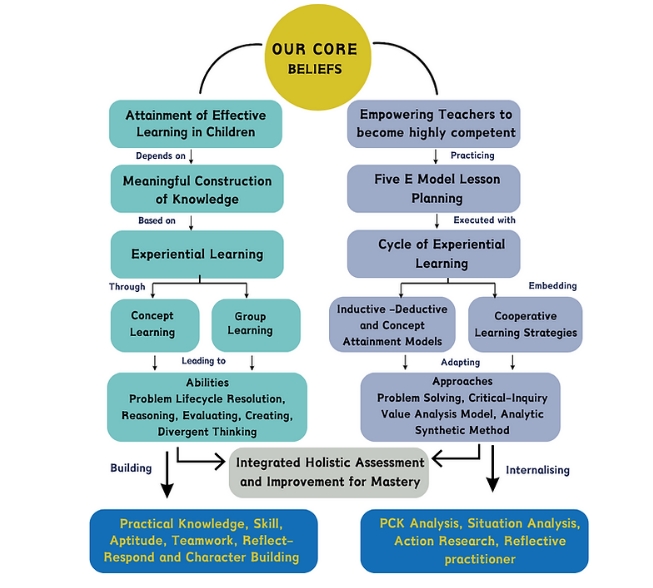 OUR CORE
BELIEFS
Attainment of Effective
Learning in Children
Depends on
Meaningful Construction
of Knowledge
Based on
Experiential Learning
Through
Concept
Learning
Group
Learning
Leading to
Abilities
Problem Lifecycle Resolution,
Reasoning, Evaluating, Creating,
Divergent Thinking
Building
Practical Knowledge, Skill,
Aptitude, Teamwork, Reflect-
Respond and Character Building
Empowering Teachers to
become highly competent
Practicing
Five E Model Lesson
Planning
Executed with
Cycle of Experiential
Learning
Embedding
Inductive -Deductive
and Concept
Attainment Models
Cooperative
Learning Strategies
Adapting
Approaches
Problem Solving, Critical-Inquiry
Value Analysis Model, Analytic
Synthetic Method
Internalising
PCK Analysis, Situation Analysis,
Action Research, Reflective
practitioner
Integrated Holistic Assessment
and Improvement for Mastery